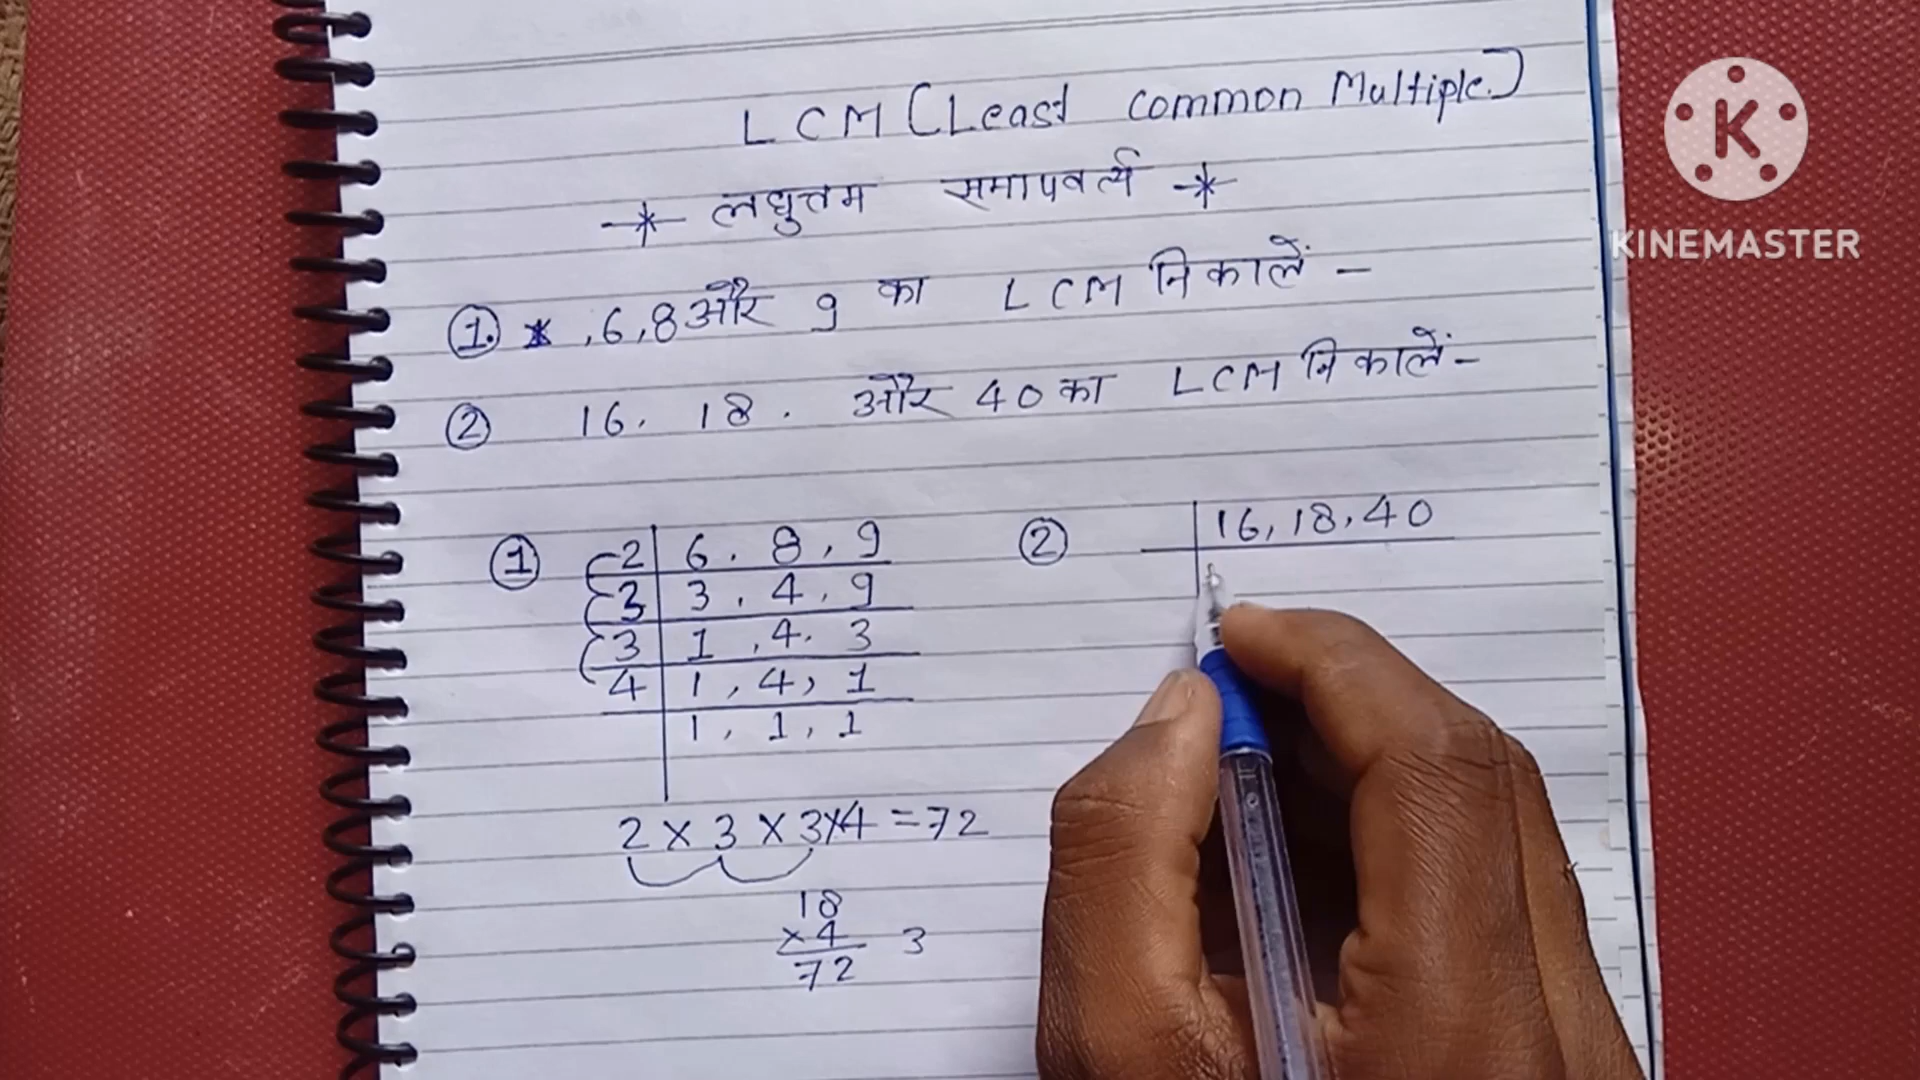 LCM (Least common Multiple.)
लघुत्तम समापवर्त्य
1. , 6, 8 और 9 का LCM निकालें -
2 16. 18. और 40 का LCM निकालें -
1
2 6. 8, 9
3 3, 4, 9
3 1, 4. 3
4 1, 4, 1
1, 1, 1
2 x 3 x 3x4 = 72
18
x 4 3
72
2 16, 18, 40
K
KINEMASTER